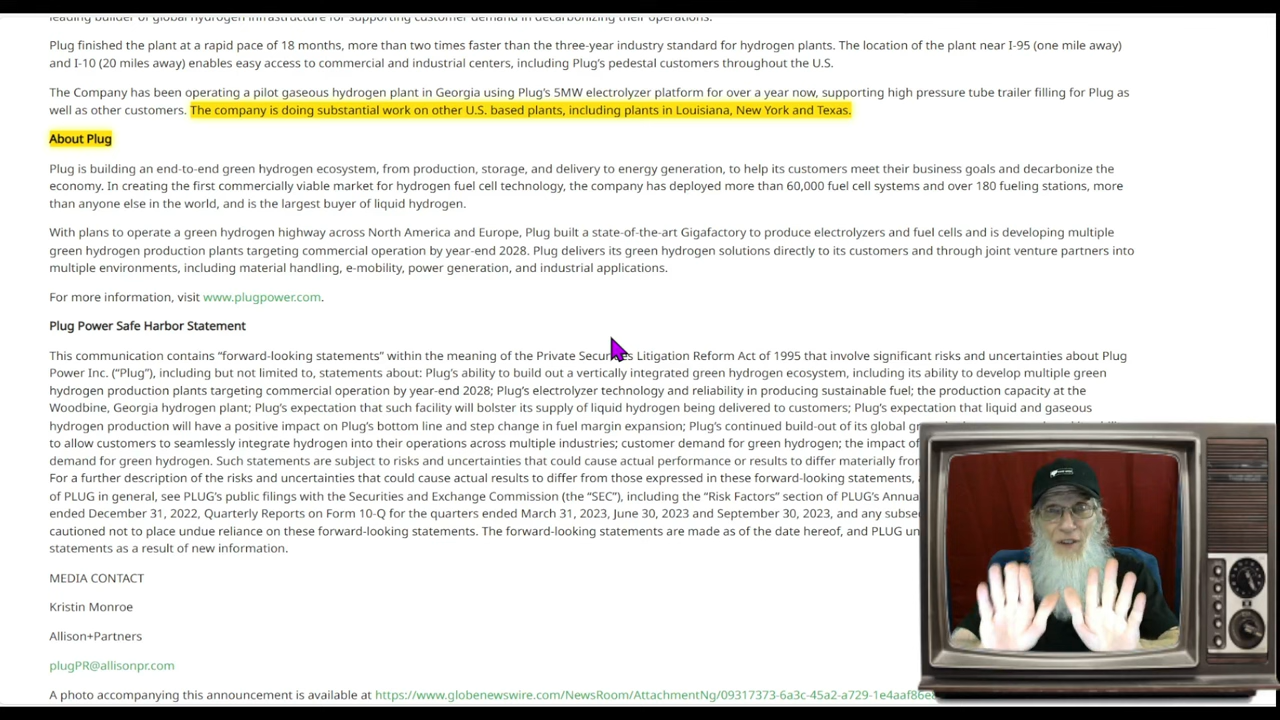 leading builder of global hydrogen infrastructure for supporting customer demand in decarbonizing their operations.
Plug finished the plant at a rapid pace of 18 months, more than two times faster than the three-year industry standard for hydrogen plants. The location of the plant near I-95 (one mile away)
and I-10 (20 miles away) enables easy access to commercial and industrial centers, including Plug's pedestal customers throughout the U.S.
The Company has been operating a pilot gaseous hydrogen plant in Georgia using Plug's 5MW electrolyzer platform for over a year now, supporting high pressure tube trailer filling for Plug as
well as other customers. The company is doing substantial work on other U.S. based plants, including plants in Louisiana, New York and Texas.
About Plug
Plug is building an end-to-end green hydrogen ecosystem, from production, storage, and delivery to energy generation, to help its customers meet their business goals and decarbonize the
economy. In creating the first commercially viable market for hydrogen fuel cell technology, the company has deployed more than 60,000 fuel cell systems and over 180 fueling stations, more
than anyone else in the world, and is the largest buyer of liquid hydrogen.
With plans to operate a green hydrogen highway across North America and Europe, Plug built a state-of-the-art Gigafactory to produce electrolyzers and fuel cells and is developing multiple
green hydrogen production plants targeting commercial operation by year-end 2028. Plug delivers its green hydrogen solutions directly to its customers and through joint venture partners into
multiple environments, including material handling, e-mobility, power generation, and industrial applications.
For more information, visit www.plugpower.com.
Plug Power Safe Harbor Statement
This communication contains “forward-looking statements” within the meaning of the Private Securities Litigation Reform Act of 1995 that involve significant risks and uncertainties about Plug
Power Inc. (“Plug”), including but not limited to, statements about: Plug's ability to build out a vertically integrated green hydrogen ecosystem, including its ability to develop multiple green
hydrogen production plants targeting commercial operation by year-end 2028; Plug's electrolyzer technology and reliability in producing sustainable fuel; the production capacity at the
Woodbine, Georgia hydrogen plant; Plug's expectation that such facility will bolster its supply of liquid hydrogen being delivered to customers; Plug's expectation that liquid and gaseous
hydrogen production will have a positive impact on Plug's bottom line and step change in fuel margin expansion; Plug's continued build-out of its global
to allow customers to seamlessly integrate hydrogen into their operations across multiple industries; customer demand for green hydrogen; the impact of
demand for green hydrogen. Such statements are subject to risks and uncertainties that could cause actual performance or results to differ materially
For a further description of the risks and uncertainties that could cause actual results to differ from those expressed in these forward-looking statements,
of PLUG in general, see PLUG's public filings with the Securities and Exchange Commission (the “SEC”), including the “Risk Factors” section of PLUG's
ended December 31, 2022, Quarterly Reports on Form 10-Q for the quarters ended March 31, 2023, June 30, 2023 and September 30, 2023, and any
cautioned not to place undue reliance on these forward-looking statements. The forward-looking statements are made as of the date hereof, and PLUG
statements as a result of new information.
MEDIA CONTACT
Kristin Monroe
Allison+Partners
plugPR@allisonpr.com
A photo accompanying this announcement is available at https://www.globenewswire.com/NewsRoom/AttachmentNg/09317373-6a3c-45a2-a729-1e4aaf86e